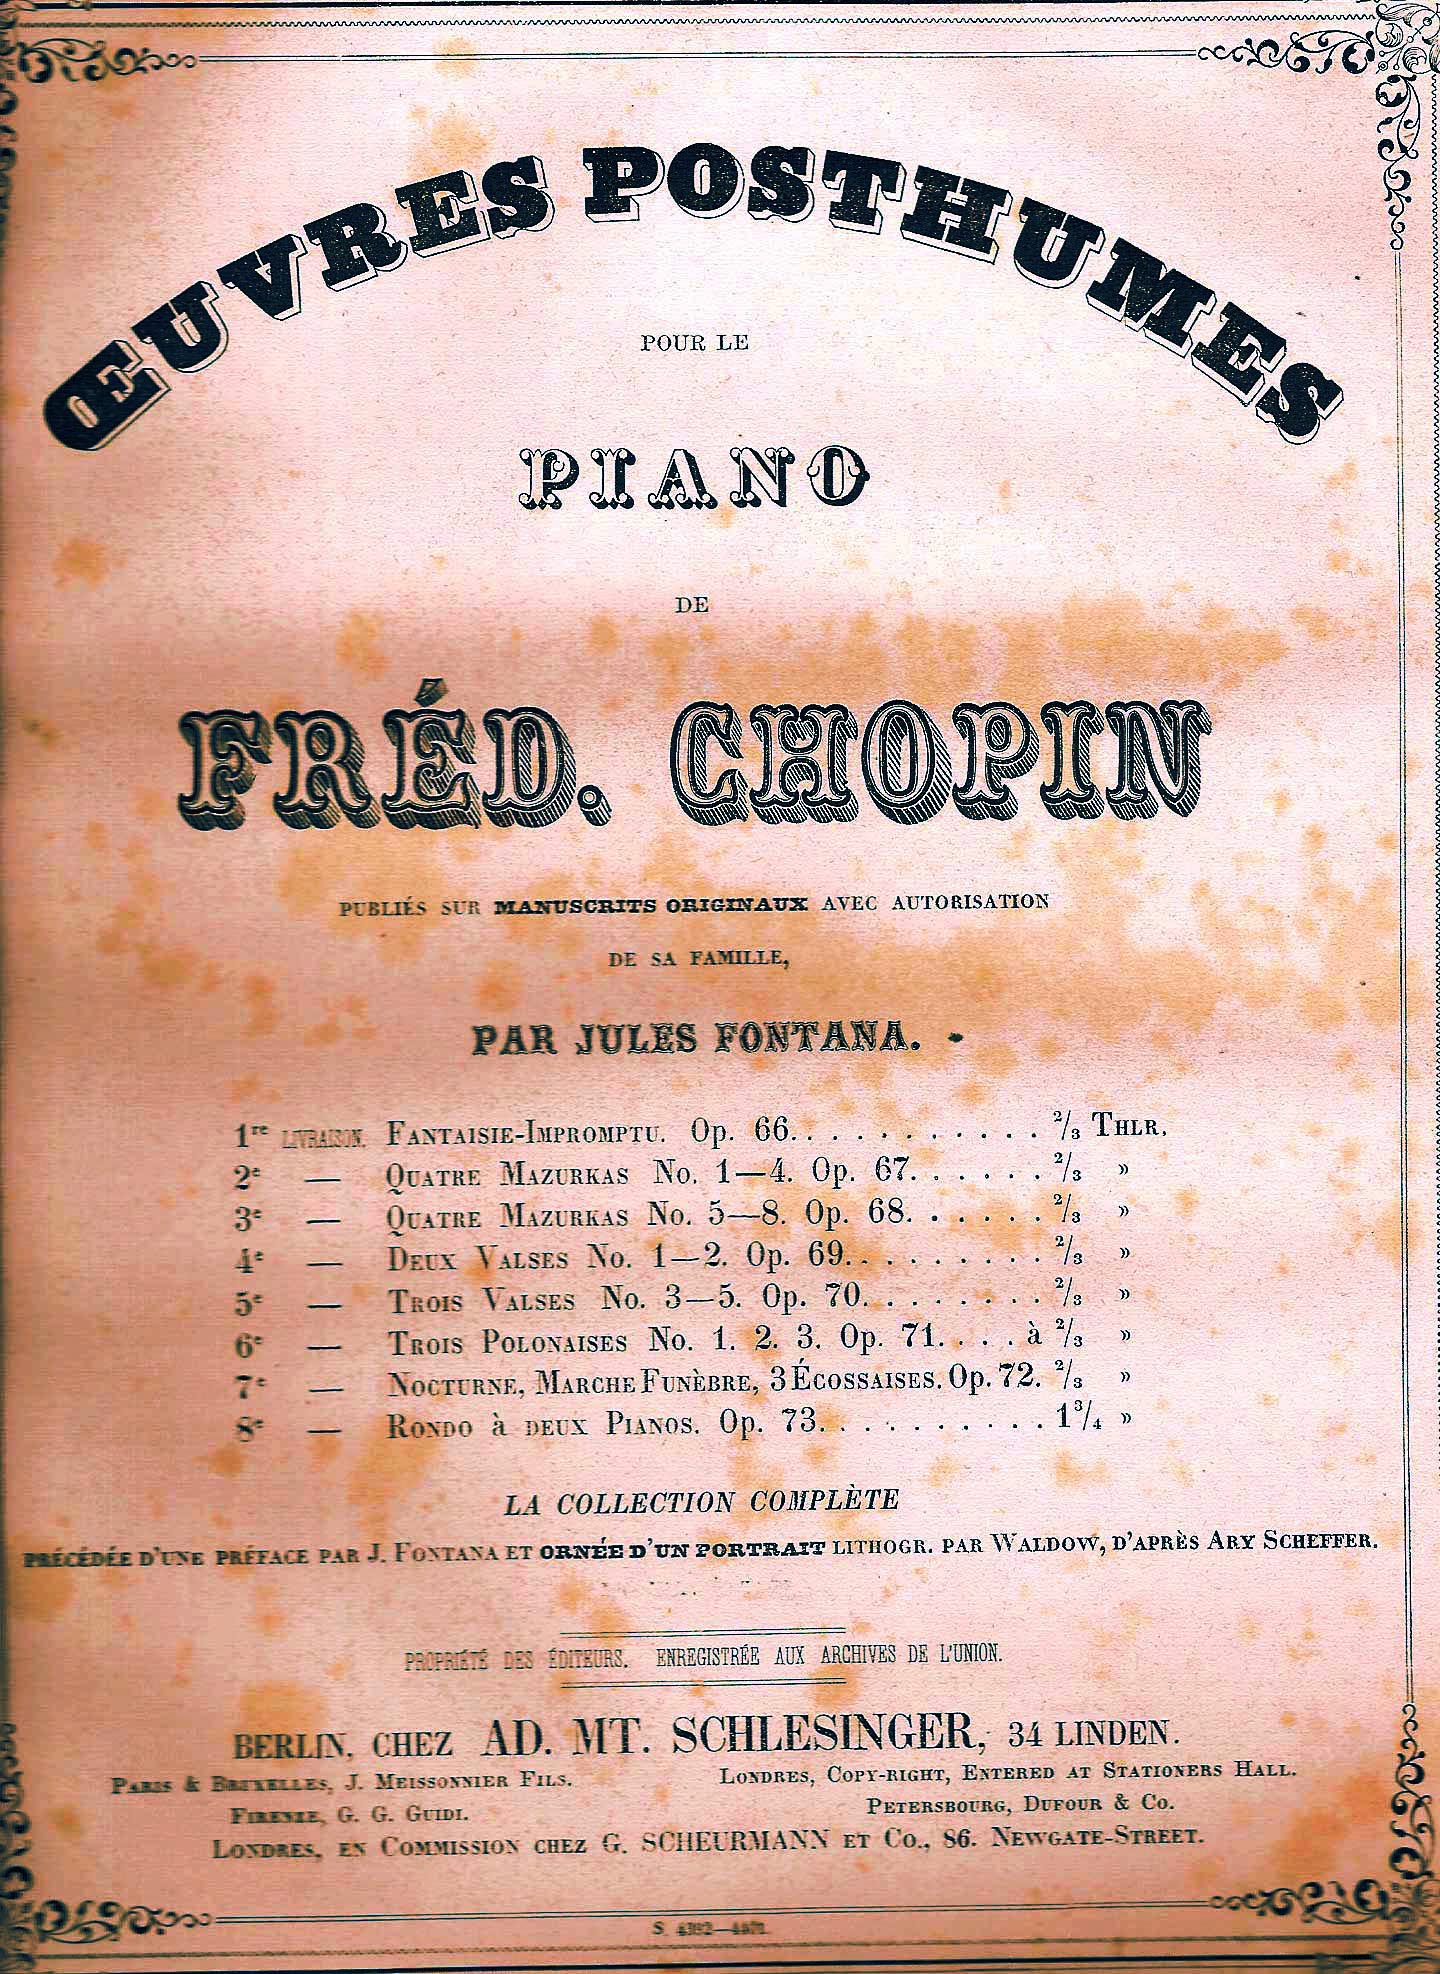 ŒUVRES POSTHUMES
POUR LE
PIANO
DE
FRÉD. CHOPIN
PUBLIÉS SUR MANUSCRITS ORIGINAUX AVEC AUTORISATION
DE SA FAMILLE,
PAR JULES FONTANA.
1re LIVRAISON. FANTAISIE-IMPROMPTU. Op. 66. . . . . . . . . . . . 2/3 THLR.
2e — QUATRE MAZURKAS No. 1—4. Op. 67. . . . . . . 2/3 »
3e — QUATRE MAZURKAS No. 5—8. Op. 68. . . . . . . 2/3 »
4e — DEUX VALSES No. 1—2. Op. 69. . . . . . . . . . 2/3 »
5e — TROIS VALSES No. 3—5. Op. 70. . . . . . . . . 2/3 »
6e — TROIS POLONAISES No. 1. 2. 3. Op. 71. . . . . à 2/3 »
7e — NOCTURNE, MARCHE FUNÈBRE, 3 ÉCOSSAISES. Op. 72. 2/3 »
8e — RONDO à DEUX PIANOS. Op. 73. . . . . . . . . . . 1 3/4 »
LA COLLECTION COMPLÈTE
PRÉCÉDÉE D'UNE PRÉFACE PAR J. FONTANA ET ORNÉE D'UN PORTRAIT LITHOGR. PAR WALDOW, D'APRÈS ARY SCHEFFER.
PROPRIÉTÉ DES ÉDITEURS. ENREGISTRÉE AUX ARCHIVES DE L'UNION.
BERLIN, CHEZ AD. MT. SCHLESINGER, 34 LINDEN.
PARIS & BRUXELLES, J. MEISSONNIER FILS. LONDRES, COPY-RIGHT, ENTERED AT STATIONERS HALL.
FIRENZE, G. G. GUIDI. PETERSBOURG, DUFOUR & CO.
LONDRES, EN COMMISSION CHEZ G. SCHEURMANN ET CO., 86. NEWGATE-STREET.
S.